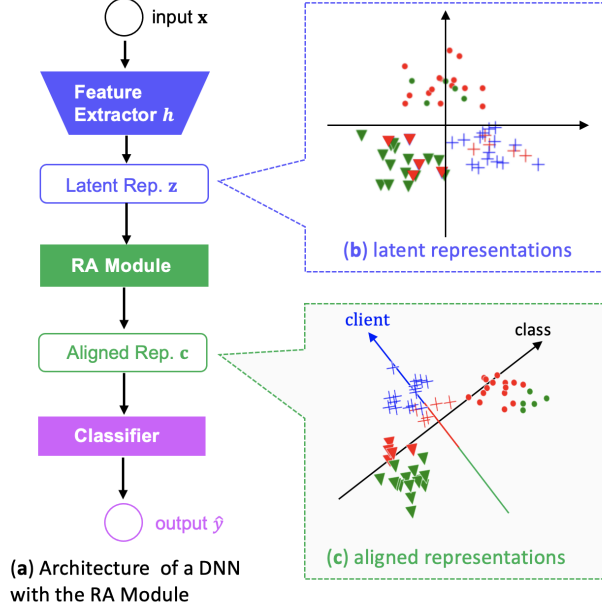 input x
Feature
Extractor h
Latent Rep. z
RA Module
Aligned Rep. c
Classifier
output ŷ
(a) Architecture of a DNN
with the RA Module
(b) latent representations
client
class
(c) aligned representations